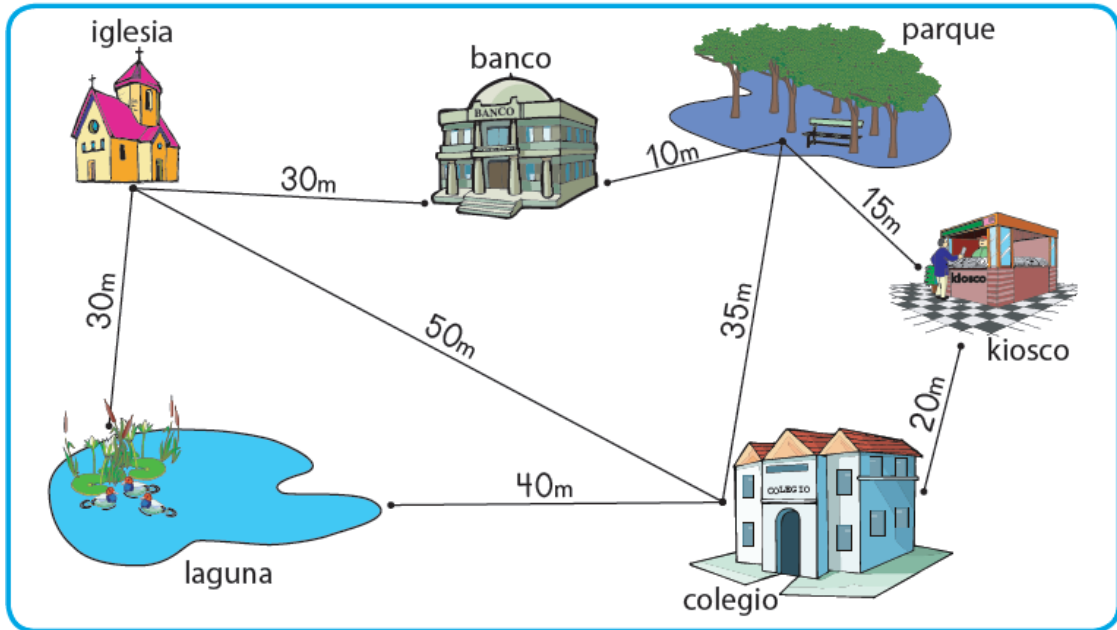 iglesia
banco
parque
BANCO
30m
10m
15m
kiosco
30m
50m
35m
kiosco
20m
40m
COLEGIO
laguna
colegio